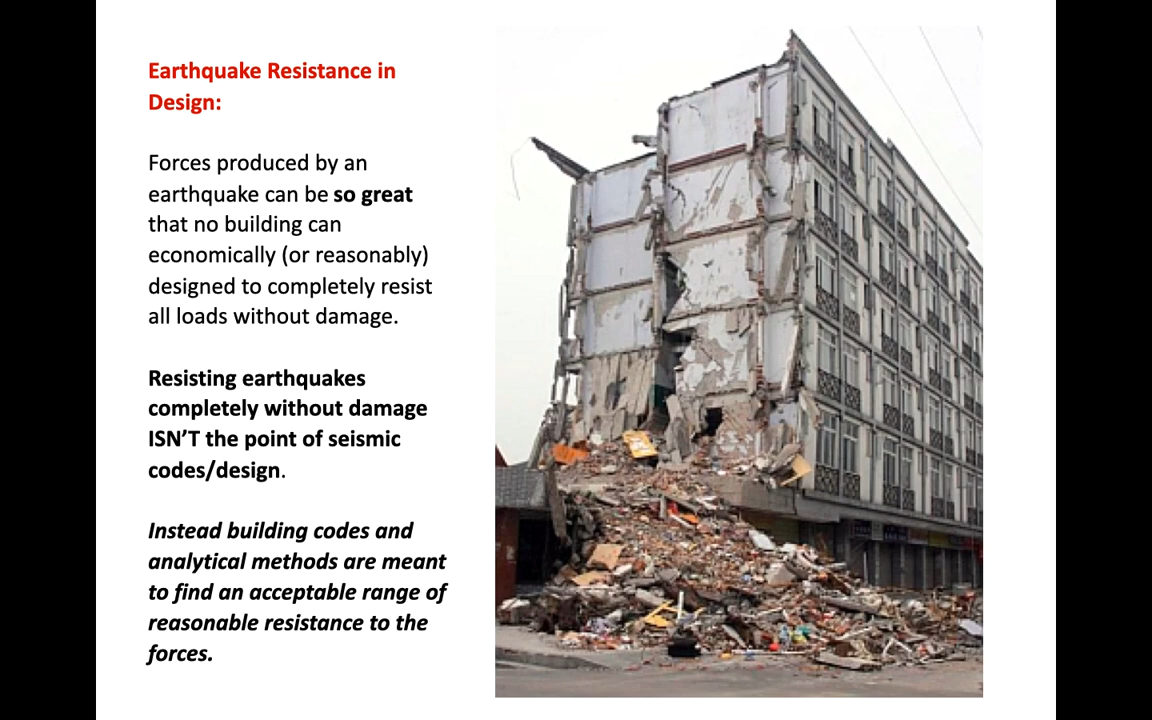 Earthquake Resistance in
Design:
Forces produced by an
earthquake can be so great
that no building can
economically (or reasonably)
designed to completely resist
all loads without damage.
Resisting earthquakes
completely without damage
ISN'T the point of seismic
codes/design.
Instead building codes and
analytical methods are meant
to find an acceptable range of
reasonable resistance to the
forces.